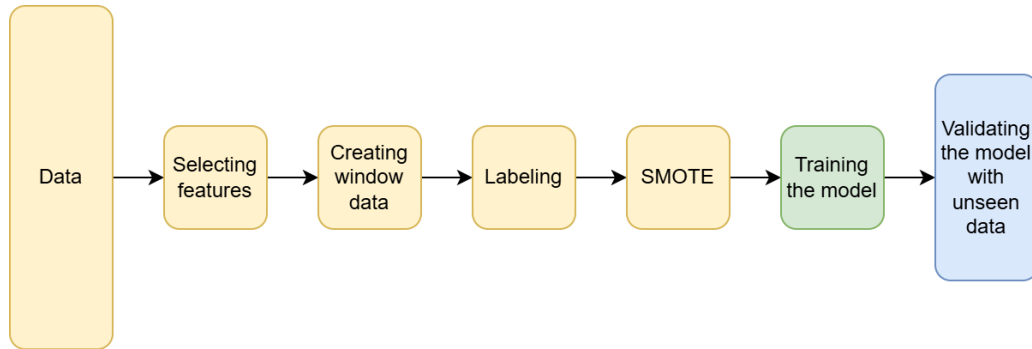 Data
Selecting
features
Creating
window
data
Labeling
SMOTE
Training
the model
Validating
the model
with
unseen
data